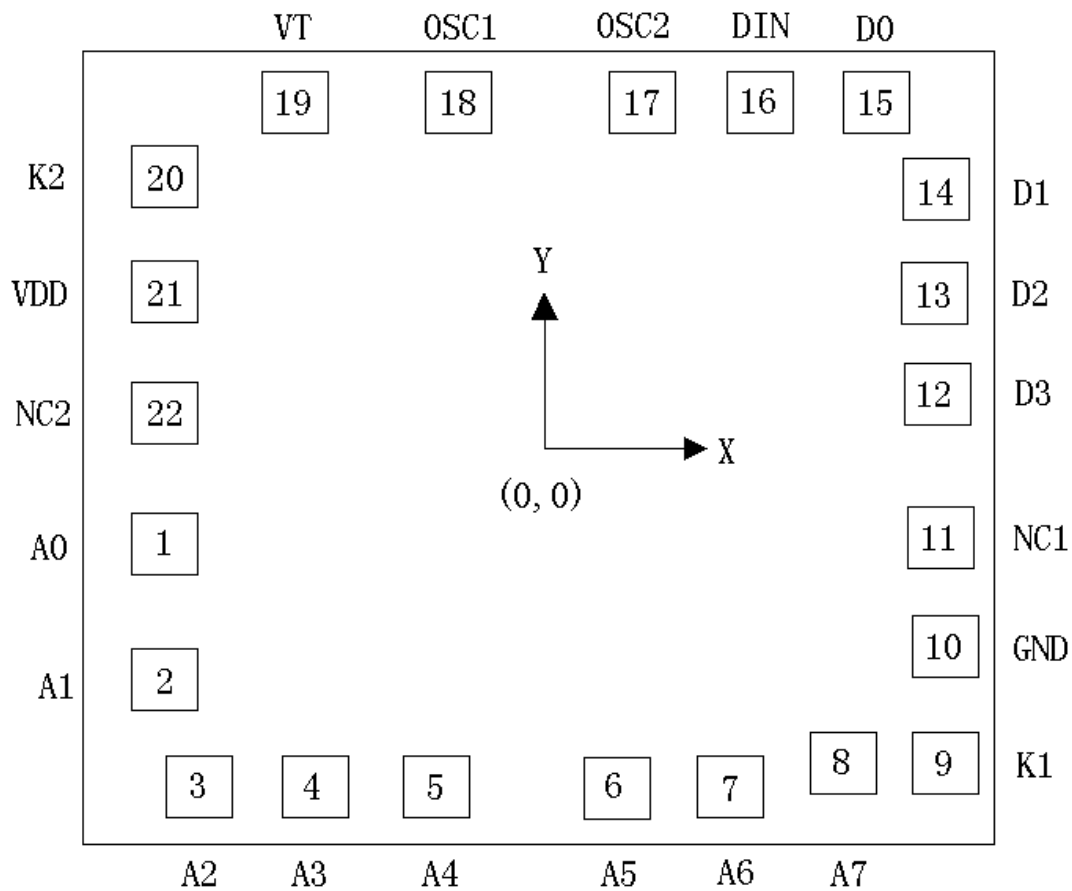 VT OSC1 OSC2 DIN D0
19 18 17 16 15
K2 20 14 D1
Y
VDD 21 13 D2
NC2 22 12 D3
X
(0,0)
A0 1 11 NC1
10 GND
A1 2
3 4 5 6 7 8 9 K1
A2 A3 A4 A5 A6 A7